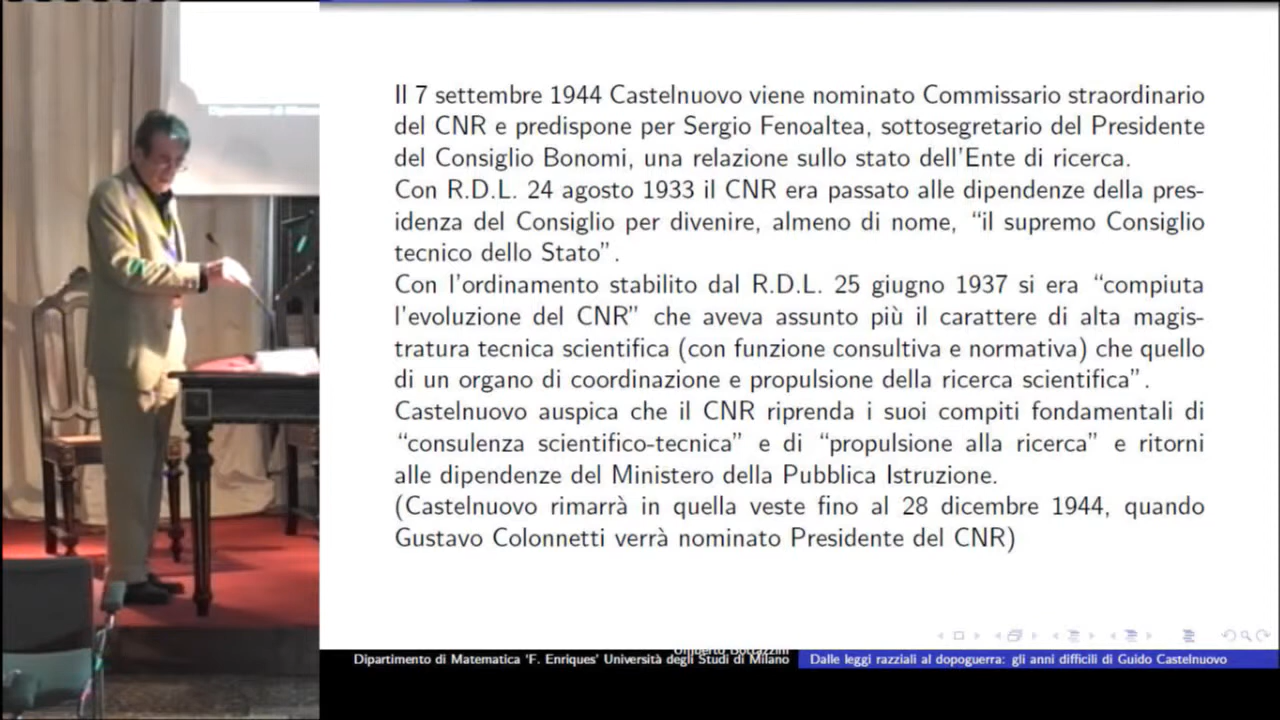 Il 7 settembre 1944 Castelnuovo viene nominato Commissario straordinario
del CNR e predispone per Sergio Fenoaltea, sottosegretario del Presidente
del Consiglio Bonomi, una relazione sullo stato dell'Ente di ricerca.
Con R.D.L. 24 agosto 1933 il CNR era passato alle dipendenze della pres-
idenza del Consiglio per divenire, almeno di nome, “il supremo Consiglio
tecnico dello Stato”.
Con l'ordinamento stabilito dal R.D.L. 25 giugno 1937 si era “compiuta
l'evoluzione del CNR” che aveva assunto più il carattere di alta magis-
tratura tecnica scientifica (con funzione consultiva e normativa) che quello
di un organo di coordinazione e propulsione della ricerca scientifica”.
Castelnuovo auspica che il CNR riprenda i suoi compiti fondamentali di
“consulenza scientifico-tecnica” e di “propulsione alla ricerca” e ritorni
alle dipendenze del Ministero della Pubblica Istruzione.
(Castelnuovo rimarrà in quella veste fino al 28 dicembre 1944, quando
Gustavo Colonnetti verrà nominato Presidente del CNR)
Umberto Bottazzini
Dipartimento di Matematica 'F. Enriques' Università degli Studi di Milano
Dalle leggi razziali al dopoguerra: gli anni difficili di Guido Castelnuovo